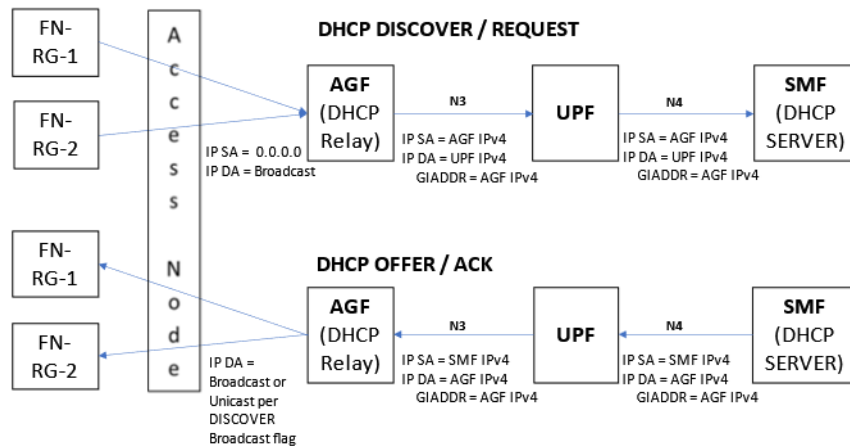 DHCP DISCOVER / REQUEST
FN-
RG-1
FN-
RG-2
Access Node
IP SA = 0.0.0.0
IP DA = Broadcast
AGF
(DHCP
Relay)
N3
IP SA = AGF IPv4
IP DA = UPF IPv4
GIADDR = AGF IPv4
UPF
N4
IP SA = AGF IPv4
IP DA = UPF IPv4
GIADDR = AGF IPv4
SMF
(DHCP
SERVER)
DHCP OFFER / ACK
FN-
RG-1
FN-
RG-2
IP DA =
Broadcast or
Unicast per
DISCOVER
Broadcast flag
AGF
(DHCP
Relay)
N3
IP SA = SMF IPv4
IP DA = AGF IPv4
GIADDR = AGF IPv4
UPF
N4
IP SA = SMF IPv4
IP DA = AGF IPv4
GIADDR = AGF IPv4
SMF
(DHCP
SERVER)